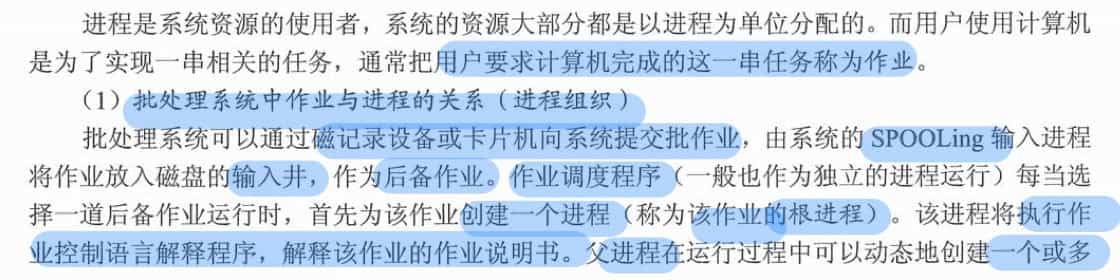 进程是系统资源的使用者，系统的资源大部分都是以进程为单位分配的。而用户使用计算机
是为了实现一串相关的任务，通常把用户要求计算机完成的这一串任务称为作业。
（1）批处理系统中作业与进程的关系（进程组织）
批处理系统可以通过磁记录设备或卡片机向系统提交批作业，由系统的 SPOOLing 输入进程
将作业放入磁盘的输入井，作为后备作业。作业调度程序（一般也作为独立的进程运行）每当选
择一道后备作业运行时，首先为该作业创建一个进程（称为该作业的根进程）。该进程将执行作
业控制语言解释程序，解释该作业的作业说明书。父进程在运行过程中可以动态地创建一个或多